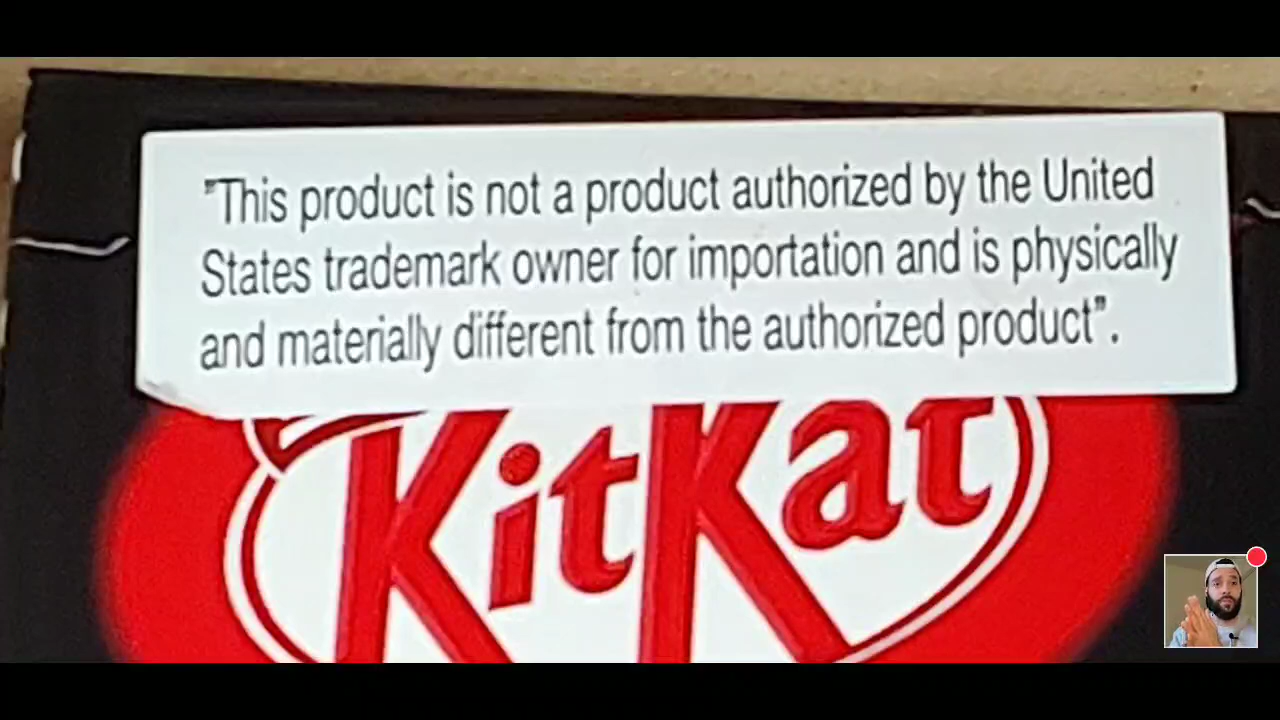 "This product is not a product authorized by the United
States trademark owner for importation and is physically
and materially different from the authorized product".
KitKat